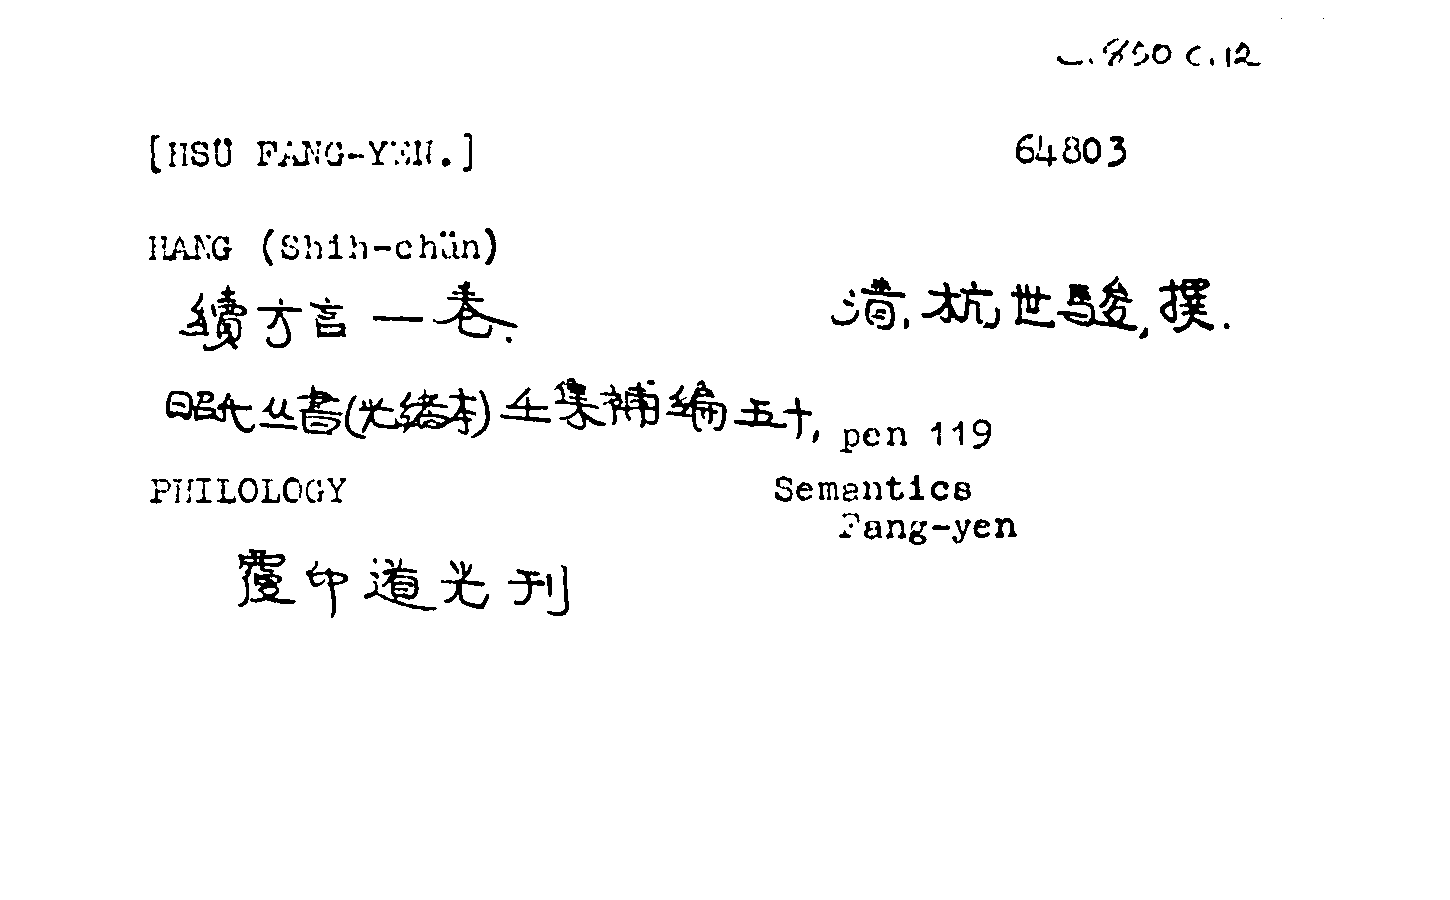 L.850 C.12
[HSÜ FANG-YEN.] 64803
HANG (Shih-chün)
續方言一卷. 清,杭世駿,撰.
昭代丛書(光緒本)壬集補編五十, pen 119
PHILOLOGY Semantics
Fang-yen
覆印道光刊